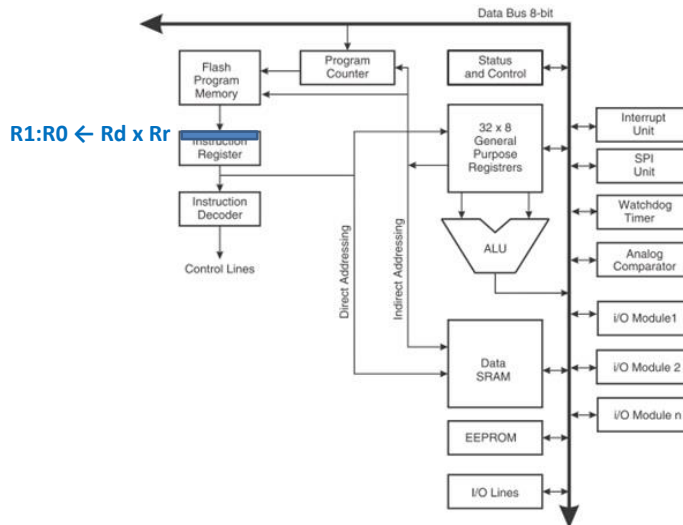 Data Bus 8-bit
Flash
Program
Memory
Program
Counter
Status
and Control
R1:R0 ← Rd x Rr
Instruction
Register
32 x 8
General
Purpose
Registrers
Interrupt
Unit
SPI
Unit
Instruction
Decoder
Watchdog
Timer
ALU
Analog
Comparator
Control Lines
Direct Addressing
Indirect Addressing
i/O Module1
Data
SRAM
i/O Module 2
i/O Module n
EEPROM
I/O Lines